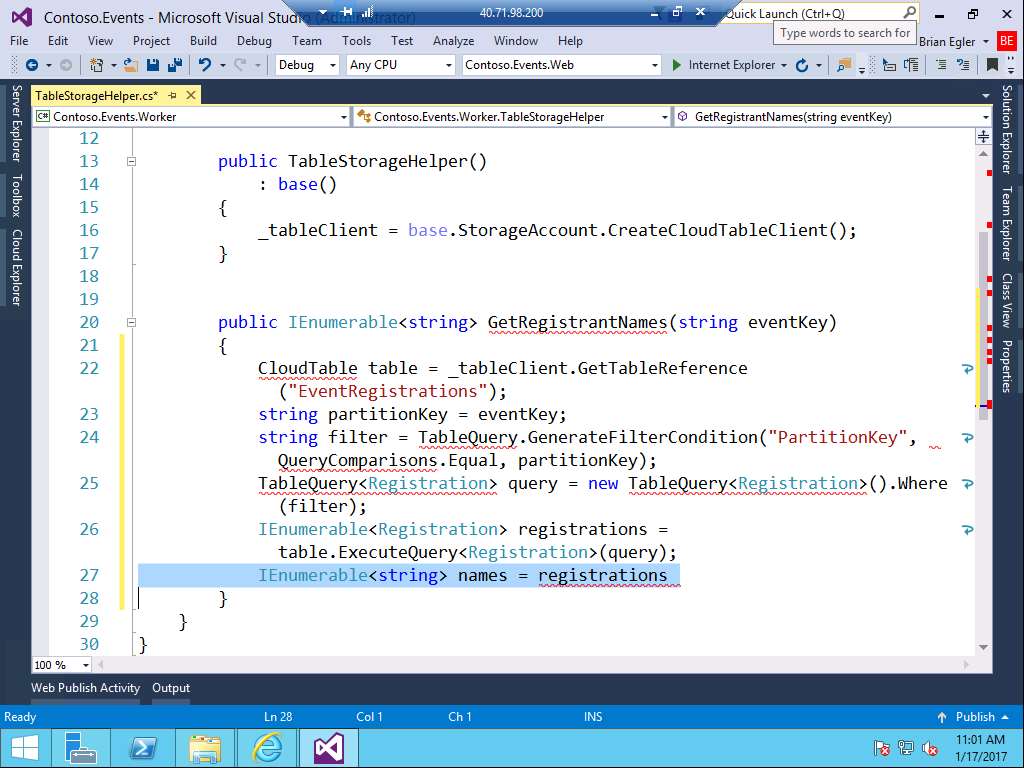 Contoso.Events - Microsoft Visual Studio (Administrator)
40.71.98.200
Quick Launch (Ctrl+Q)
File Edit View Project Build Debug Team Tools Test Analyze Window Help
Type words to search for
Brian Egler
BE
Debug Any CPU Contoso.Events.Web Internet Explorer
TableStorageHelper.cs*
C# Contoso.Events.Worker Contoso.Events.Worker.TableStorageHelper GetRegistrantNames(string eventKey)
Server Explorer
Toolbox
Cloud Explorer
12
13 public TableStorageHelper()
14 : base()
15 {
16 _tableClient = base.StorageAccount.CreateCloudTableClient();
17 }
18
19
20 public IEnumerable<string> GetRegistrantNames(string eventKey)
21 {
22 CloudTable table = _tableClient.GetTableReference
("EventRegistrations");
23 string partitionKey = eventKey;
24 string filter = TableQuery.GenerateFilterCondition("PartitionKey",
QueryComparisons.Equal, partitionKey);
25 TableQuery<Registration> query = new TableQuery<Registration>().Where
(filter);
26 IEnumerable<Registration> registrations =
table.ExecuteQuery<Registration>(query);
27 IEnumerable<string> names = registrations
28 }
29 }
30 }
Solution Explorer
Team Explorer
Class View
Properties
100 %
Web Publish Activity Output
Ready Ln 28 Col 1 Ch 1 INS Publish
11:01 AM
1/17/2017